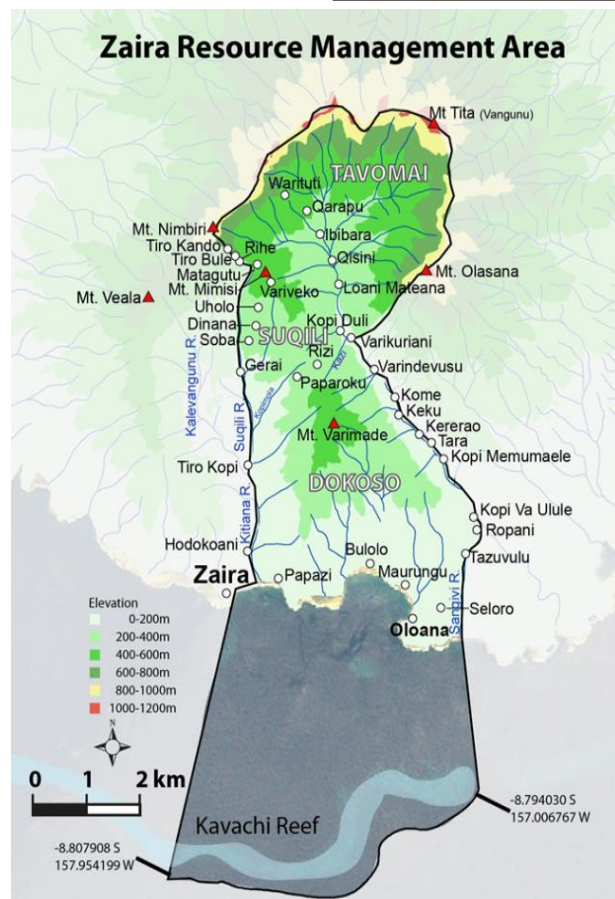 Zaira Resource Management Area
Mt Tita (Vangunu)
TAVOMAI
Warituti
Qarapu
Mt. Nimbiri
Ibibara
Tiro Kando
Rihe
Tiro Bule
Qisini
Matagutu
Mt. Olasana
Mt. Mimisi
Variveko
Loani Mateana
Mt. Veala
Uholo
Dinana
Kopi Duli
SUQILI
Soba
Varikuriani
Rizi
Kazi
Gerai
Varindevusu
Paparoku
Kalevangunu R.
Suqili R.
Kome
Keku
Kererao
Mt. Varimade
Tara
Kopi Memumaele
Tiro Kopi
DOKOSO
Kitiana R.
Kopi Va Ulule
Ropani
Hodokoani
Bulolo
Tazuvulu
Zaira
Papazi
Maurungu
Sangivi R.
Seloro
Oloana
Elevation
0-200m
200-400m
400-600m
600-800m
800-1000m
1000-1200m
N
0 1 2 km
-8.794030 S
157.006767 W
Kavachi Reef
-8.807908 S
157.954199 W